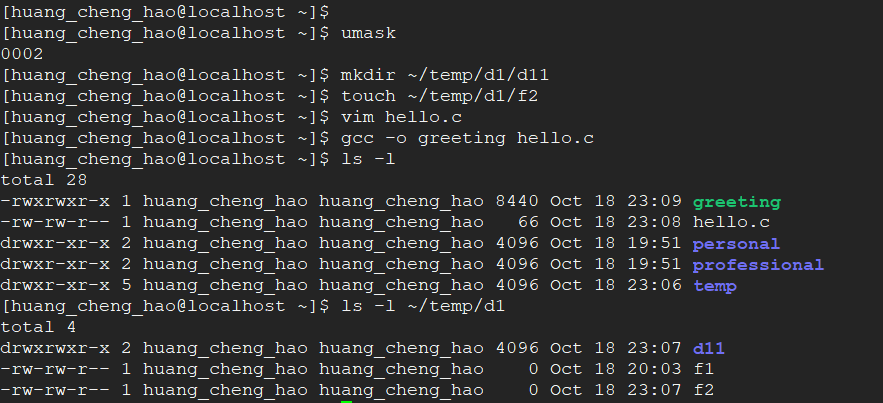 [huang_cheng_hao@localhost ~]$
[huang_cheng_hao@localhost ~]$ umask
0002
[huang_cheng_hao@localhost ~]$ mkdir ~/temp/d1/d11
[huang_cheng_hao@localhost ~]$ touch ~/temp/d1/f2
[huang_cheng_hao@localhost ~]$ vim hello.c
[huang_cheng_hao@localhost ~]$ gcc -o greeting hello.c
[huang_cheng_hao@localhost ~]$ ls -l
total 28
-rwxrwxr-x 1 huang_cheng_hao huang_cheng_hao 8440 Oct 18 23:09 greeting
-rw-rw-r-- 1 huang_cheng_hao huang_cheng_hao   66 Oct 18 23:08 hello.c
drwxr-xr-x 2 huang_cheng_hao huang_cheng_hao 4096 Oct 18 19:51 personal
drwxr-xr-x 2 huang_cheng_hao huang_cheng_hao 4096 Oct 18 19:51 professional
drwxr-xr-x 5 huang_cheng_hao huang_cheng_hao 4096 Oct 18 23:06 temp
[huang_cheng_hao@localhost ~]$ ls -l ~/temp/d1
total 4
drwxrwxr-x 2 huang_cheng_hao huang_cheng_hao 4096 Oct 18 23:07 d11
-rw-rw-r-- 1 huang_cheng_hao huang_cheng_hao    0 Oct 18 20:03 f1
-rw-rw-r-- 1 huang_cheng_hao huang_cheng_hao    0 Oct 18 23:07 f2